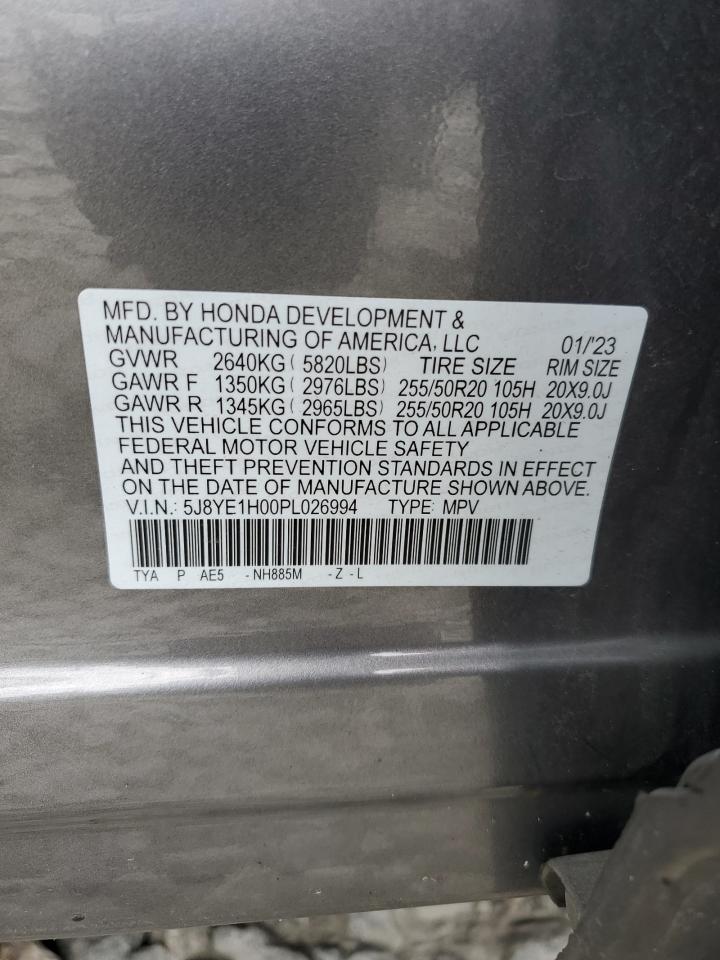 MFD. BY HONDA DEVELOPMENT &
MANUFACTURING OF AMERICA, LLC 01/'23
GVWR 2640KG ( 5820LBS) TIRE SIZE RIM SIZE
GAWR F 1350KG ( 2976LBS) 255/50R20 105H 20X9.0J
GAWR R 1345KG ( 2965LBS) 255/50R20 105H 20X9.0J
THIS VEHICLE CONFORMS TO ALL APPLICABLE
FEDERAL MOTOR VEHICLE SAFETY
AND THEFT PREVENTION STANDARDS IN EFFECT
ON THE DATE OF MANUFACTURE SHOWN ABOVE.
V.I.N.: 5J8YE1H00PL026994 TYPE: MPV
TYA P AE5 - NH885M - Z - L